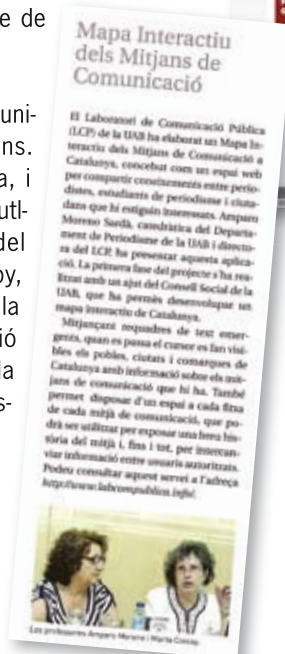 e de
uni-
ns.
a, i
utl-
del
oy,
la
ió
da
s-
Mapa Interactiu
dels Mitjans de
Comunicació
El Laboratori de Comunicació Pública
(LCP) de la UAB ha elaborat un Mapa In-
teractiu dels Mitjans de Comunicació a
Catalunya, concebut com un espai web
per compartir coneixements entre perio-
distes, estudiants de periodisme i ciuta-
dans que hi estiguin interessats. Amparo
Moreno Sardà, catedràtica del Departa-
ment de Periodisme de la UAB i directo-
ra del LCP, ha presentat aquesta aplica-
ció. La primera fase del projecte s'ha rea-
litzat amb un ajut del Consell Social de la
UAB, que ha permès desenvolupar un
mapa interactiu de Catalunya.
Mitjançant requadres de text emer-
gents, quan es passa el cursor es fan visi-
bles els pobles, ciutats i comarques de
Catalunya amb informació sobre els mit-
jans de comunicació que hi ha. També
permet disposar d'un espai a cada fitxa
de cada mitjà de comunicació, que po-
drà ser utilitzat per exposar una breu his-
tòria del mitjà i, fins i tot, per intercan-
viar informació entre usuaris autoritzats.
Podeu consultar aquest servei a l'adreça
http://www.labcompublica.info/.
Les professores Amparo Moreno i Marta